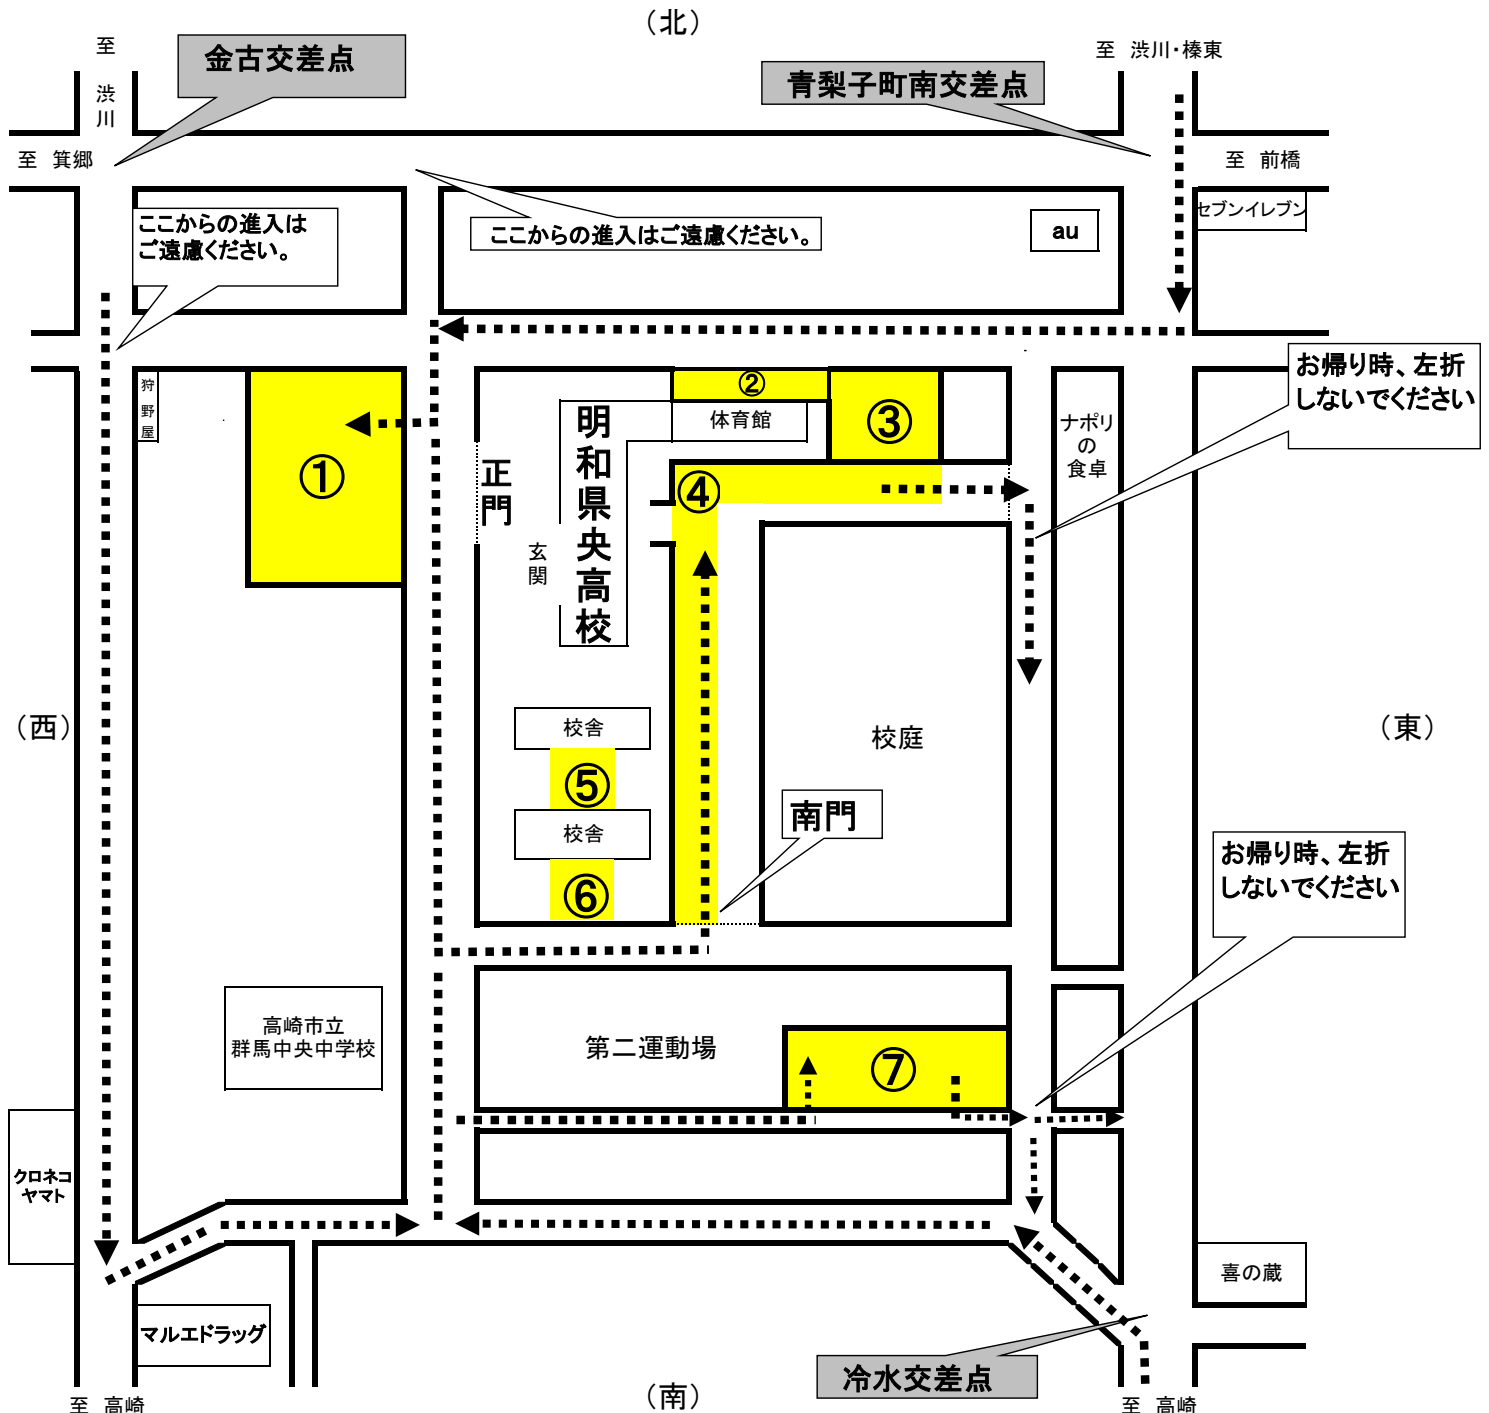 （北）
至
渋
川
金古交差点
青梨子町南交差点
至 渋川・榛東
至 箕郷
至 前橋
ここからの進入は
ご遠慮ください。
ここからの進入はご遠慮ください。
au
セブンイレブン
狩
野
屋
①
②
③
体育館
明和県央高校
正門
玄関
④
ナポリ
の
食卓
お帰り時、左折
しないでください
（西）
（東）
校舎
⑤
校舎
⑥
校庭
南門
お帰り時、左折
しないでください
高崎市立
群馬中央中学校
第二運動場
⑦
クロネコ
ヤマト
マルエドラッグ
喜の蔵
冷水交差点
至 高崎
（南）
至 高崎